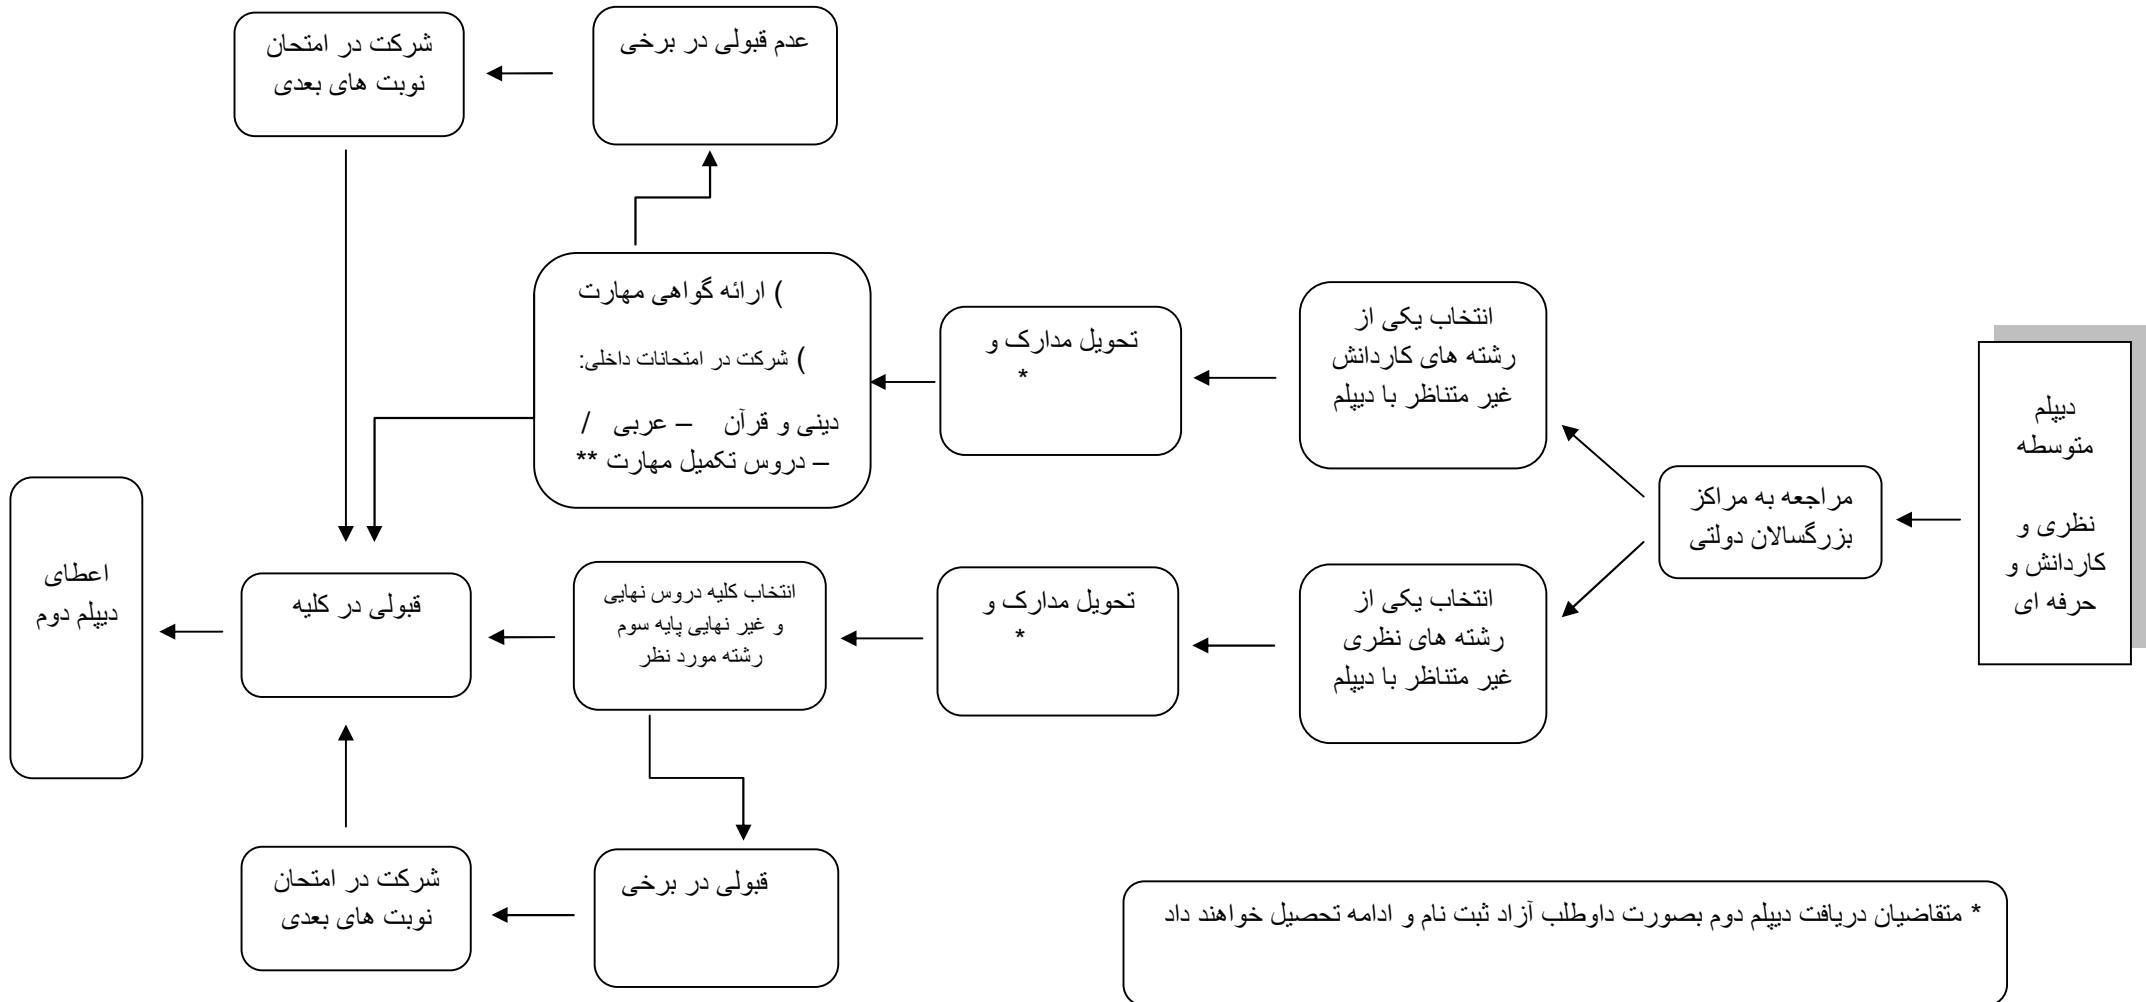 دیپلم
متوسطه
نظری و
کاردانش و
حرفه ای
مراجعه به مراکز
بزرگسالان دولتی
انتخاب یکی از
رشته های کاردانش
غیر متناظر با دیپلم
تحویل مدارک و
*
) ارائه گواهی مهارت
) شرکت در امتحانات داخلی:
دینی و قرآن – عربی /
– دروس تکمیل مهارت **
عدم قبولی در برخی
شرکت در امتحان
نوبت های بعدی
انتخاب یکی از
رشته های نظری
غیر متناظر با دیپلم
تحویل مدارک و
*
انتخاب کلیه دروس نهایی
و غیر نهایی پایه سوم
رشته مورد نظر
قبولی در کلیه
اعطای
دیپلم دوم
قبولی در برخی
شرکت در امتحان
نوبت های بعدی
* متقاضیان دریافت دیپلم دوم بصورت داوطلب آزاد ثبت نام و ادامه تحصیل خواهند داد